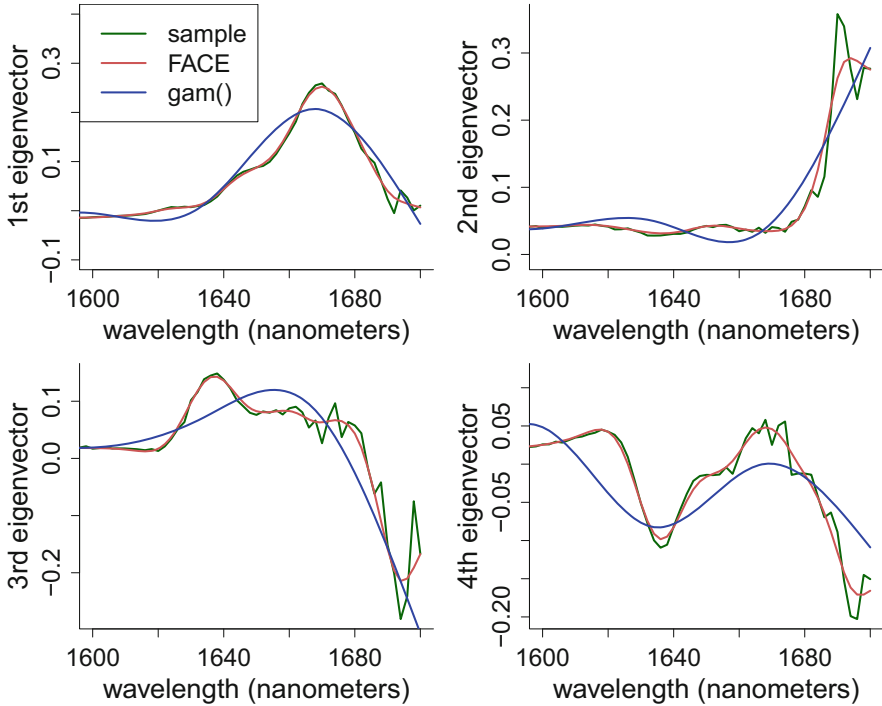 sample
FACE
gam()
1st eigenvector
−0.1
0.1
0.3
1600
1640
1680
wavelength (nanometers)
2nd eigenvector
0.0
0.1
0.2
0.3
1600
1640
1680
wavelength (nanometers)
3rd eigenvector
−0.2
0.0
0.1
1600
1640
1680
wavelength (nanometers)
4th eigenvector
−0.20
−0.05
0.05
1600
1640
1680
wavelength (nanometers)